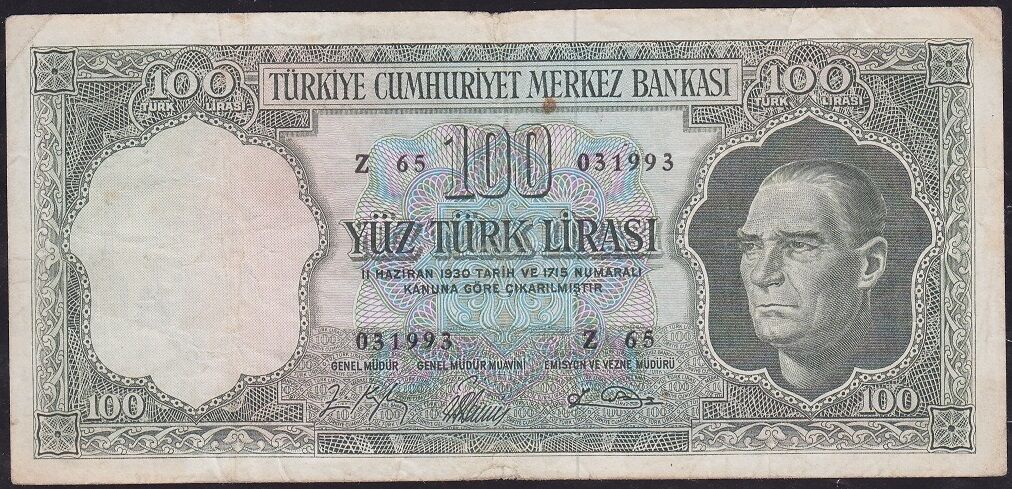 100
TÜRK LİRASI
TÜRKİYE CUMHURİYET MERKEZ BANKASI
100
TÜRK LİRASI
Z 65 100 031993
YÜZ TÜRK LİRASI
11 HAZİRAN 1930 TARİH VE 1715 NUMARALI
KANUNA GÖRE ÇIKARILMIŞTIR
031993 Z 65
GENEL MÜDÜR GENEL MÜDÜR MUAVİNİ EMİSYON VE VEZNE MÜDÜRÜ
100 100